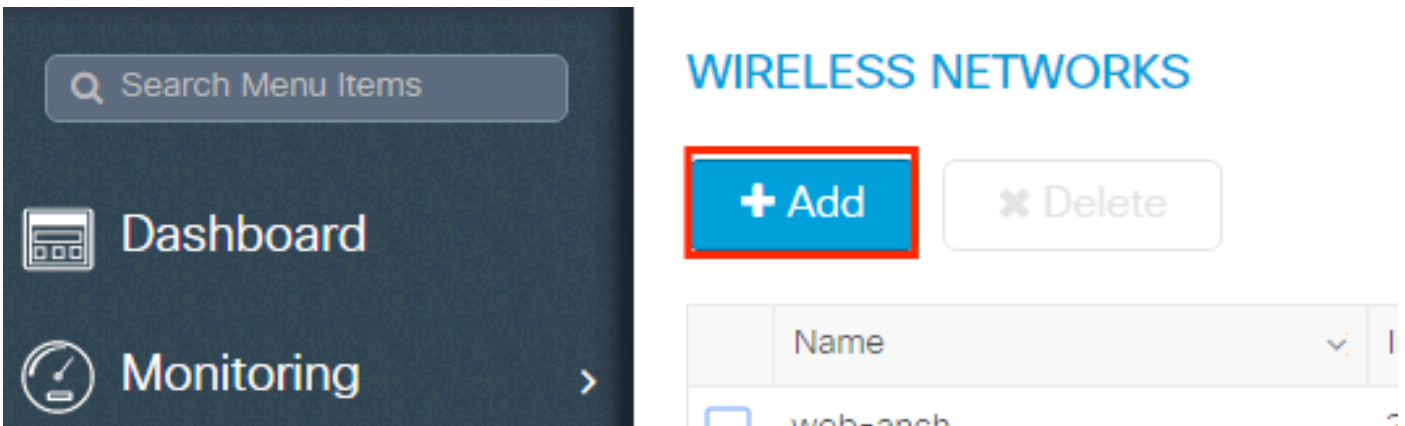 Search Menu Items
Dashboard
Monitoring
WIRELESS NETWORKS
Add
Delete
Name